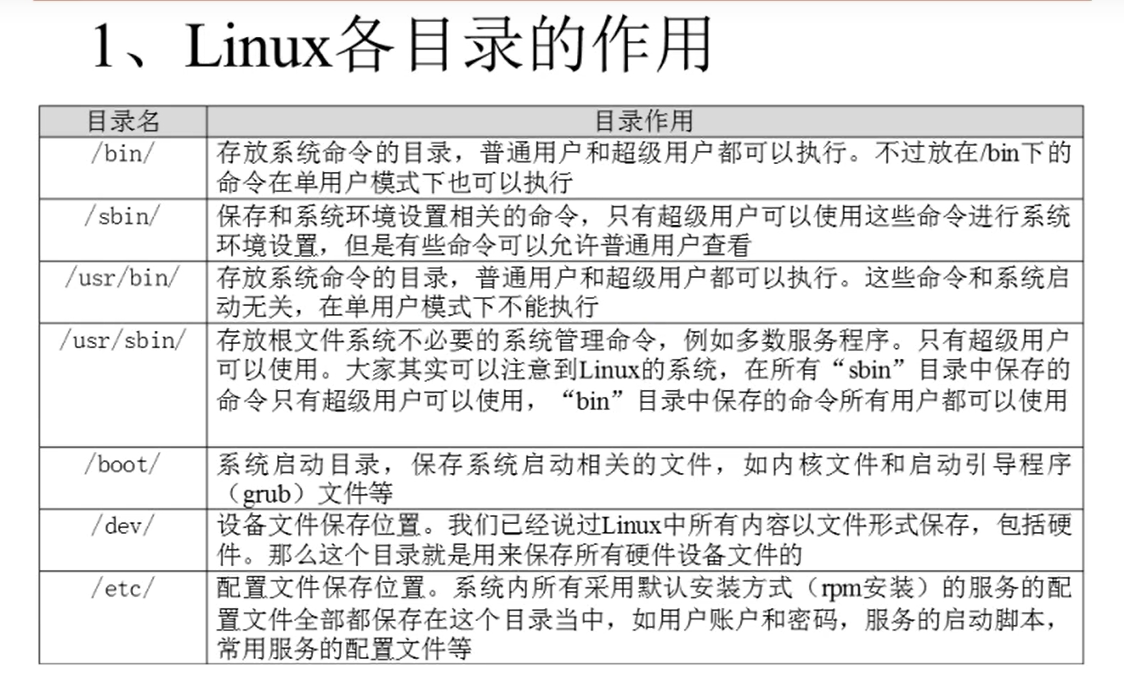 1、Linux各目录的作用
目录名 目录作用
/bin/ 存放系统命令的目录，普通用户和超级用户都可以执行。不过放在/bin下的
命令在单用户模式下也可以执行
/sbin/ 保存和系统环境设置相关的命令，只有超级用户可以使用这些命令进行系统
环境设置，但是有些命令可以允许普通用户查看
/usr/bin/ 存放系统命令的目录，普通用户和超级用户都可以执行。这些命令和系统启
动无关，在单用户模式下不能执行
/usr/sbin/ 存放根文件系统不必要的系统管理命令，例如多数服务程序。只有超级用户
可以使用。大家其实可以注意到Linux的系统，在所有“sbin”目录中保存的
命令只有超级用户可以使用，“bin”目录中保存的命令所有用户都可以使用
/boot/ 系统启动目录，保存系统启动相关的文件，如内核文件和启动引导程序
（grub）文件等
/dev/ 设备文件保存位置。我们已经说过Linux中所有内容以文件形式保存，包括硬
件。那么这个目录就是用来保存所有硬件设备文件的
/etc/ 配置文件保存位置。系统内所有采用默认安装方式（rpm安装）的服务的配
置文件全部都保存在这个目录当中，如用户账户和密码，服务的启动脚本，
常用服务的配置文件等